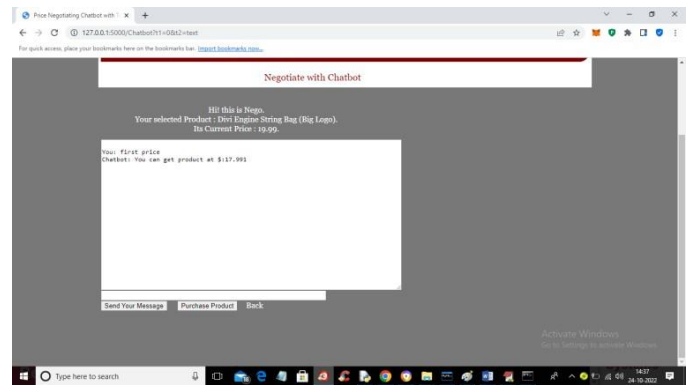 Price Negotiating Chatbot with
127.0.0.1:5000/Chatbot?t1=0&t2=text
For quick access, place your bookmarks here on the bookmarks bar. Import bookmarks now...
Negotiate with Chatbot
Hi! this is Nego.
Your selected Product : Divi Engine String Bag (Big Logo).
Its Current Price : 19.99.
You: first price
Chatbot: You can get product at $:17.991
Send Your Message Purchase Product Back
Activate Windows
Go to Settings to activate Windows.
Type here to search
14:37
24-10-2022